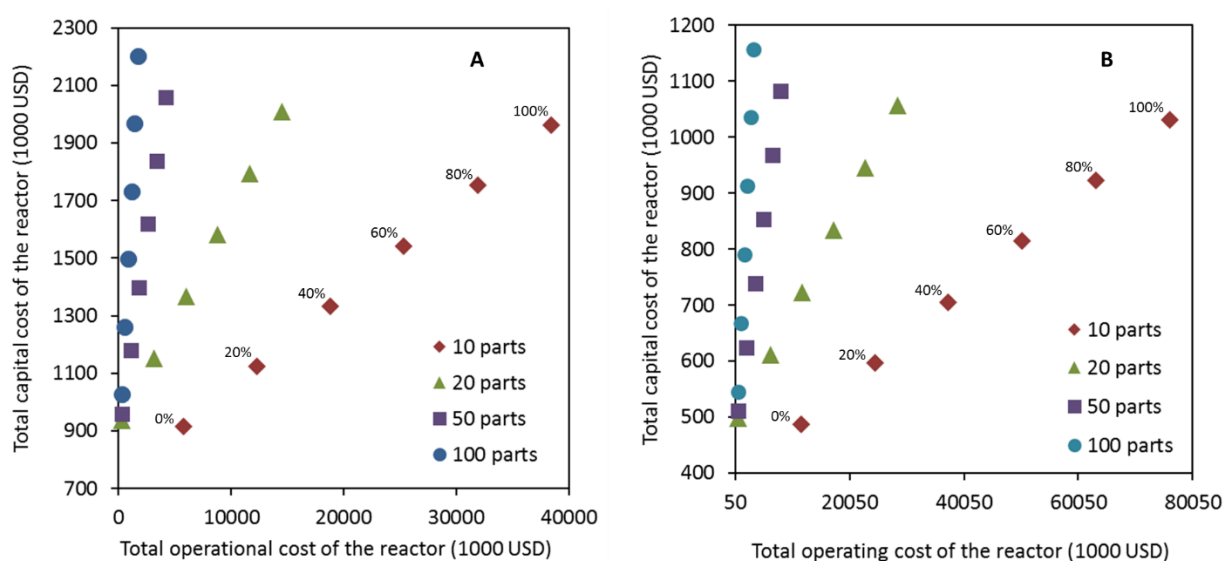 A
Total capital cost of the reactor (1000 USD)
2300
2100
1900
1700
1500
1300
1100
900
700
100%
80%
60%
40%
20%
0%
10 parts
20 parts
50 parts
100 parts
0
10000
20000
30000
40000
Total operational cost of the reactor (1000 USD)
B
Total capital cost of the reactor (1000 USD)
1200
1100
1000
900
800
700
600
500
400
100%
80%
60%
40%
20%
0%
10 parts
20 parts
50 parts
100 parts
50
20050
40050
60050
80050
Total operating cost of the reactor (1000 USD)